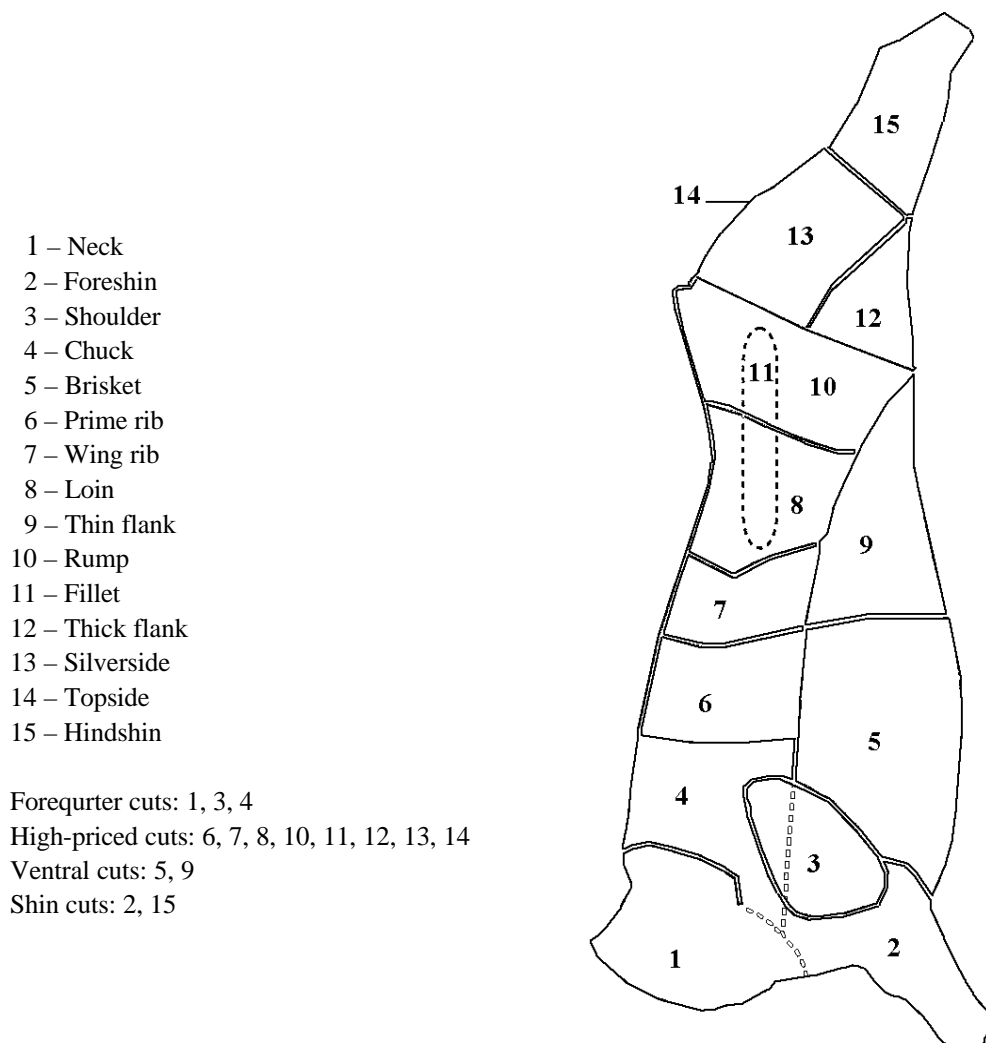 1 – Neck
2 – Foreshin
3 – Shoulder
4 – Chuck
5 – Brisket
6 – Prime rib
7 – Wing rib
8 – Loin
9 – Thin flank
10 – Rump
11 – Fillet
12 – Thick flank
13 – Silverside
14 – Topside
15 – Hindshin
Forequrter cuts: 1, 3, 4
High-priced cuts: 6, 7, 8, 10, 11, 12, 13, 14
Ventral cuts: 5, 9
Shin cuts: 2, 15
15
14
13
12
11
10
8
9
7
6
5
4
3
2
1